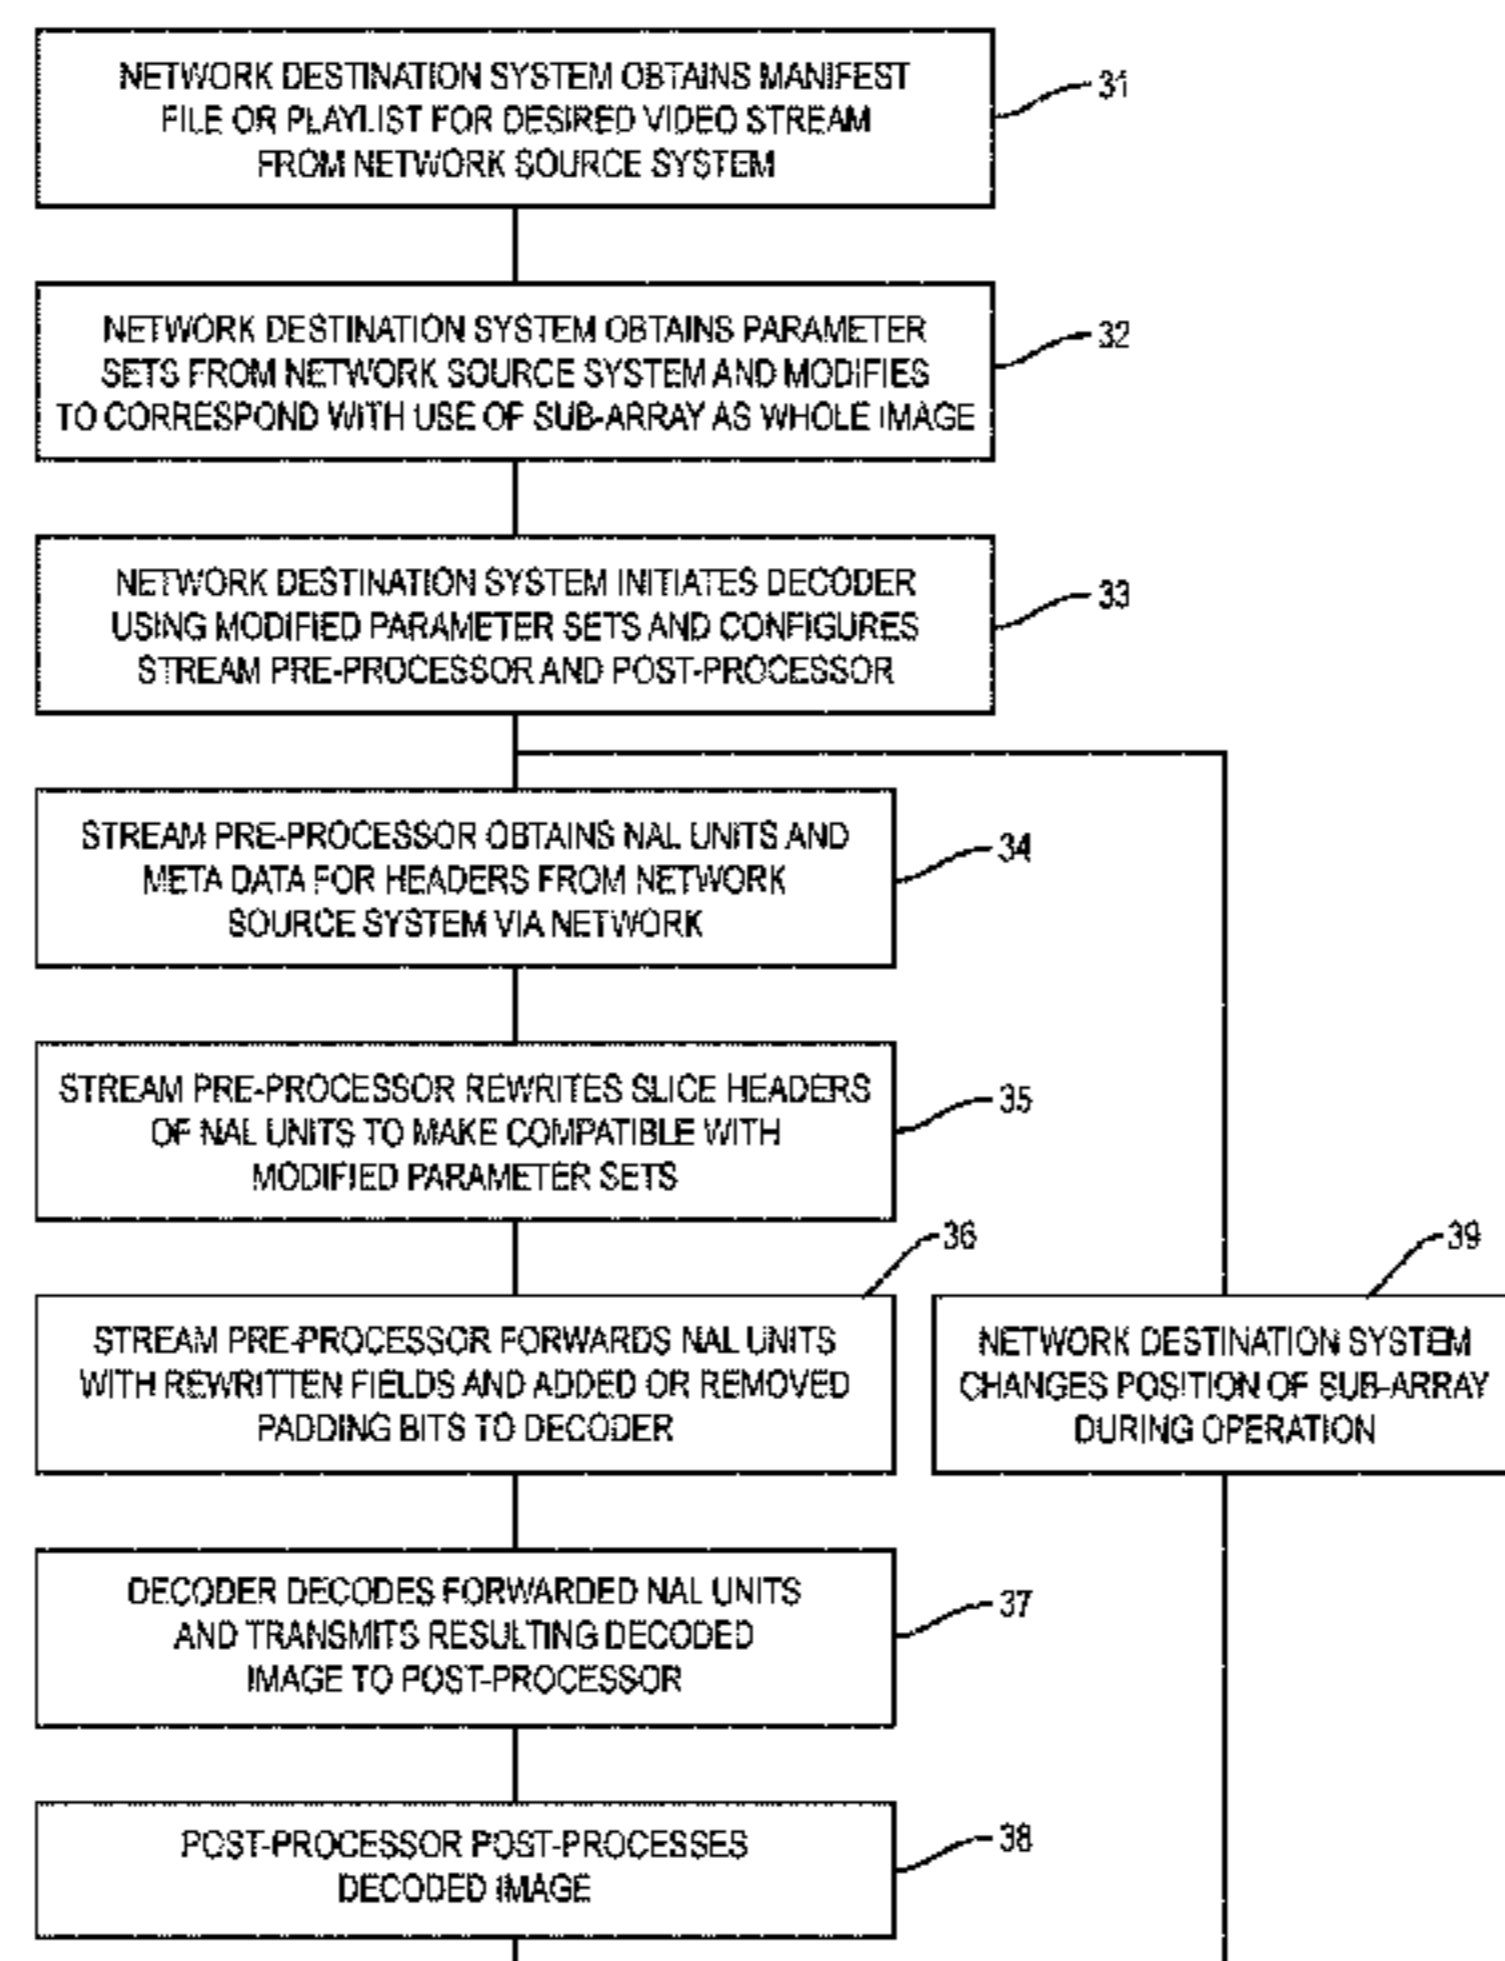 NETWORK DESTINATION SYSTEM OBTAINS MANIFEST
FILE OR PLAYLIST FOR DESIRED VIDEO STREAM
FROM NETWORK SOURCE SYSTEM
31
NETWORK DESTINATION SYSTEM OBTAINS PARAMETER
SETS FROM NETWORK SOURCE SYSTEM AND MODIFIES
TO CORRESPOND WITH USE OF SUB-ARRAY AS WHOLE IMAGE
32
NETWORK DESTINATION SYSTEM INITIATES DECODER
USING MODIFIED PARAMETER SETS AND CONFIGURES
STREAM PRE-PROCESSOR AND POST-PROCESSOR
33
STREAM PRE-PROCESSOR OBTAINS NAL UNITS AND
META DATA FOR HEADERS FROM NETWORK
SOURCE SYSTEM VIA NETWORK
34
STREAM PRE-PROCESSOR REWRITES SLICE HEADERS
OF NAL UNITS TO MAKE COMPATIBLE WITH
MODIFIED PARAMETER SETS
35
STREAM PRE-PROCESSOR FORWARDS NAL UNITS
WITH REWRITTEN FIELDS AND ADDED OR REMOVED
PADDING BITS TO DECODER
36
NETWORK DESTINATION SYSTEM
CHANGES POSITION OF SUB-ARRAY
DURING OPERATION
39
DECODER DECODES FORWARDED NAL UNITS
AND TRANSMITS RESULTING DECODED
IMAGE TO POST-PROCESSOR
37
POST-PROCESSOR POST-PROCESSES
DECODED IMAGE
38